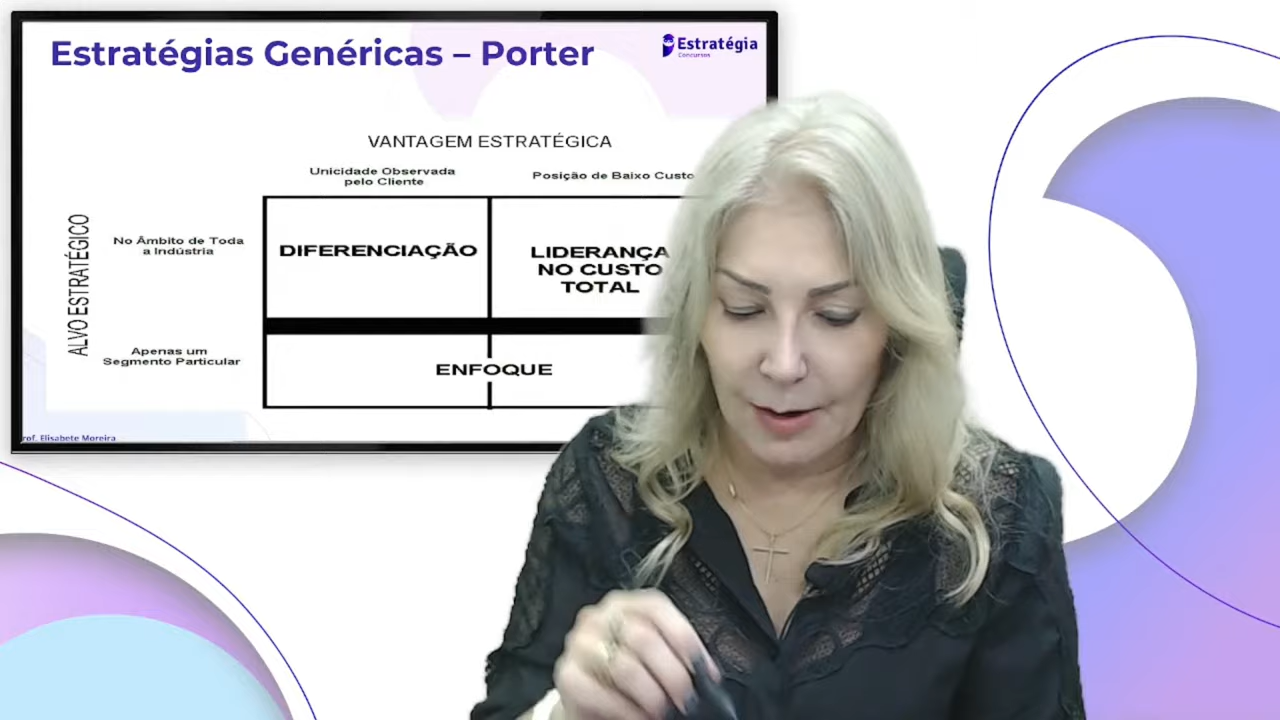 Estratégias Genéricas – Porter
Estratégia
Concursos
VANTAGEM ESTRATÉGICA
Unicidade Observada
pelo Cliente
Posição de Baixo Custo
ALVO ESTRATÉGICO
No Âmbito de Toda
a Indústria
DIFERENCIAÇÃO
LIDERANÇA
NO CUSTO
TOTAL
Apenas um
Segmento Particular
ENFOQUE
rof. Elisabete Moreira